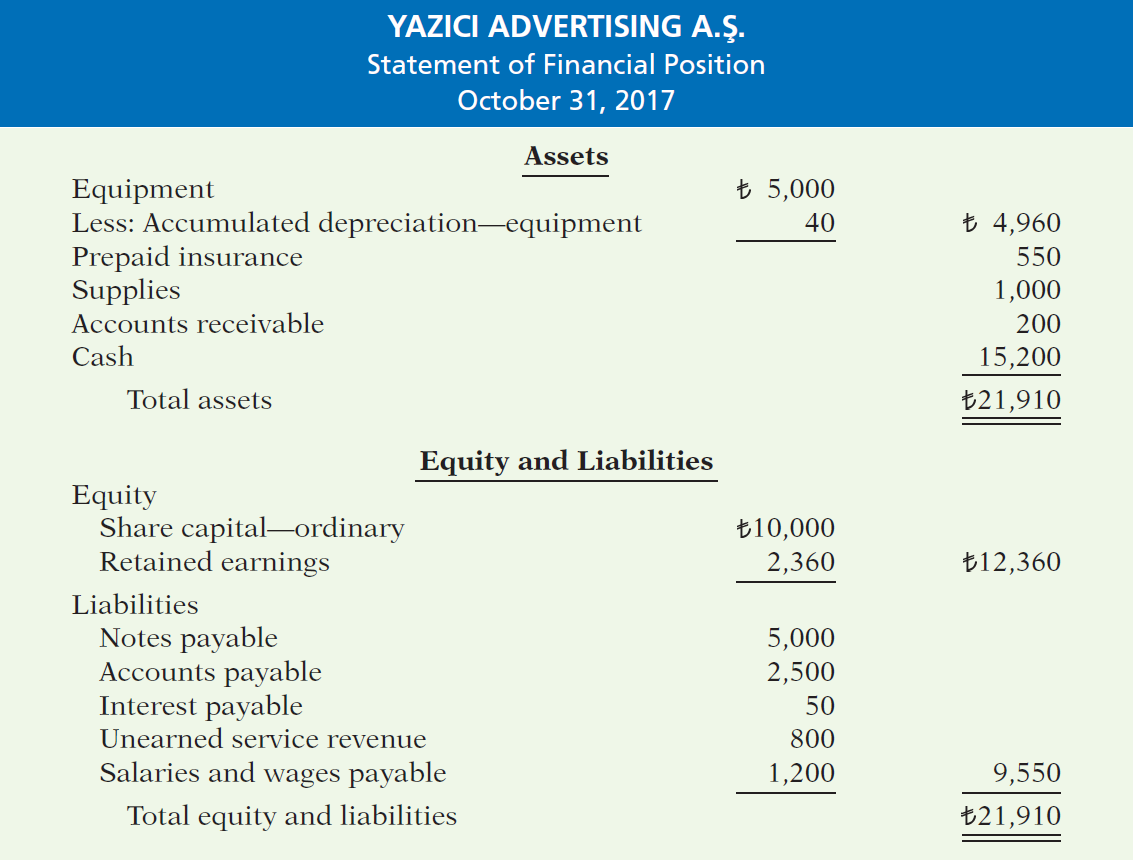 YAZICI ADVERTISING A.Ş.
Statement of Financial Position
October 31, 2017
Assets
Equipment ₺ 5,000
Less: Accumulated depreciation—equipment 40 ₺ 4,960
Prepaid insurance 550
Supplies 1,000
Accounts receivable 200
Cash 15,200
Total assets ₺21,910
Equity and Liabilities
Equity
Share capital—ordinary ₺10,000
Retained earnings 2,360 ₺12,360
Liabilities
Notes payable 5,000
Accounts payable 2,500
Interest payable 50
Unearned service revenue 800
Salaries and wages payable 1,200 9,550
Total equity and liabilities ₺21,910